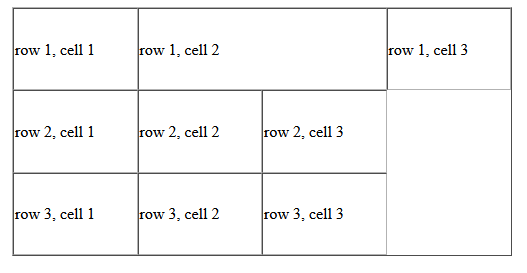 row 1, cell 1 row 1, cell 2 row 1, cell 3
row 2, cell 1 row 2, cell 2 row 2, cell 3
row 3, cell 1 row 3, cell 2 row 3, cell 3